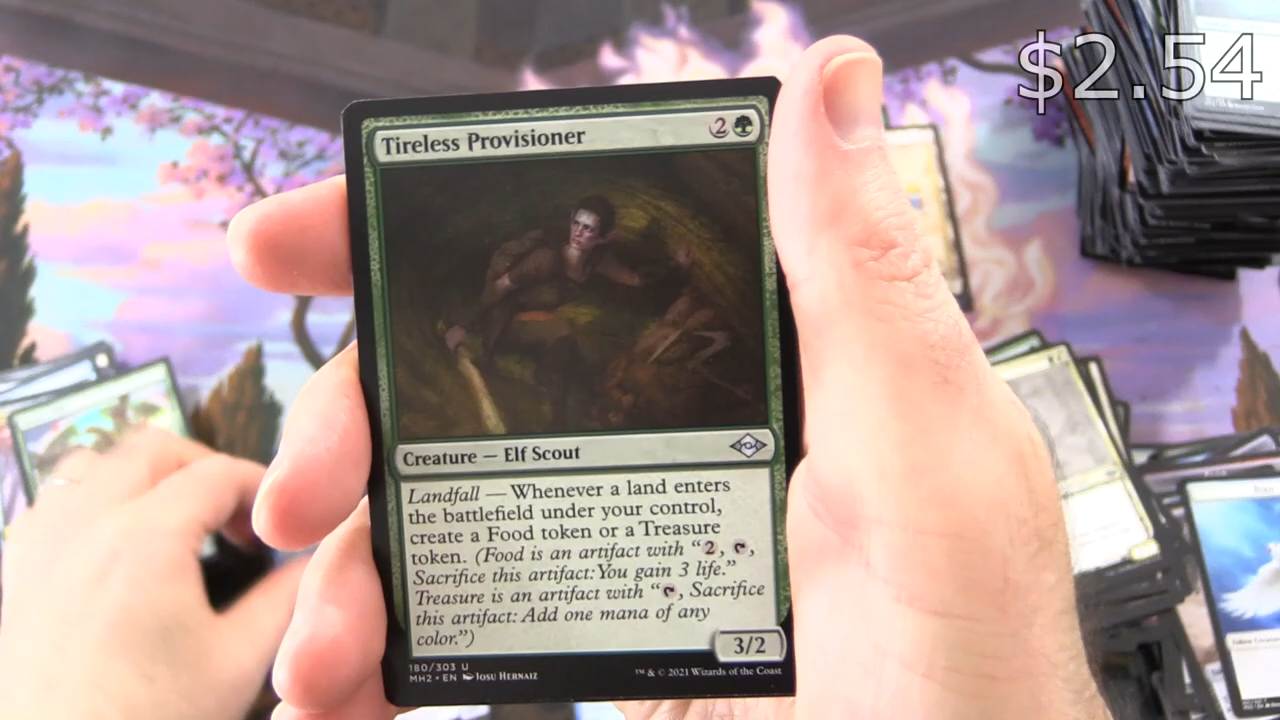 $2.54
Tireless Provisioner 2
Creature — Elf Scout
Landfall — Whenever a land enters
the battlefield under your control,
create a Food token or a Treasure
token. (Food is an artifact with “2, ,
Sacrifice this artifact:You gain 3 life.”
Treasure is an artifact with “ , Sacrifice
this artifact: Add one mana of any
color.”)
3/2
180/303 U
MH2 • EN Iosu Hernaiz
™ & © 2021 Wizards of the Coast